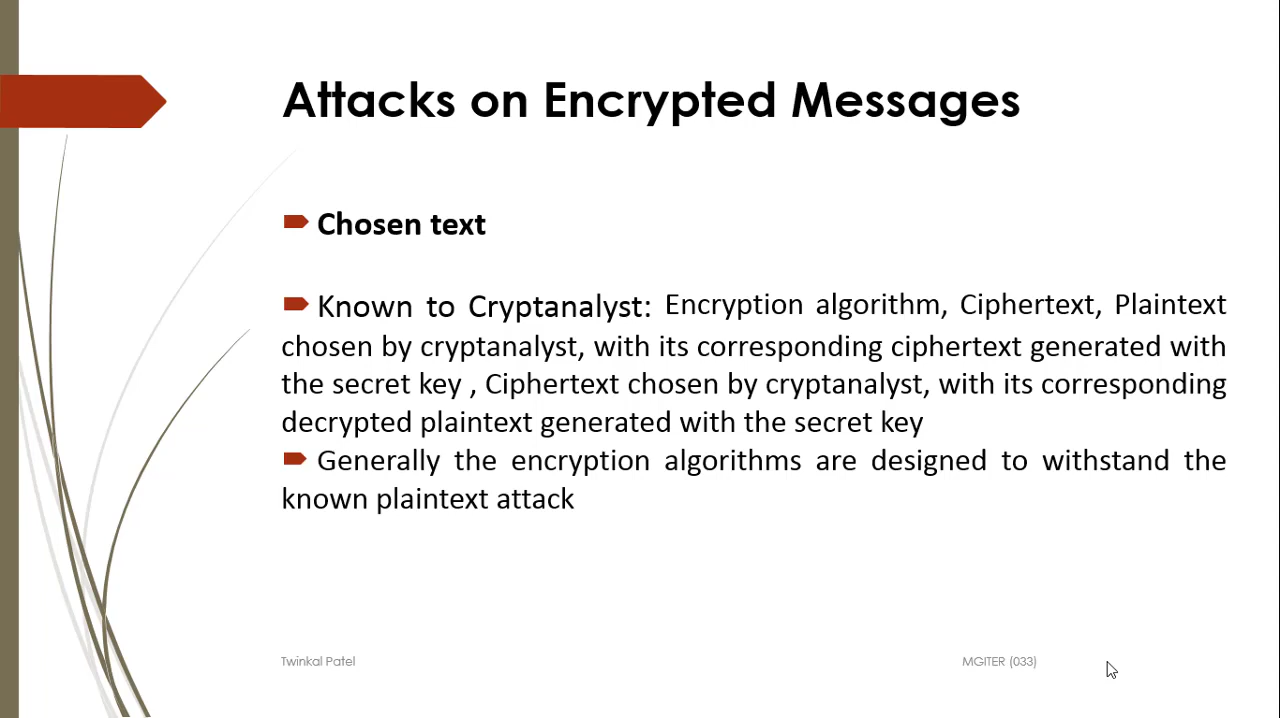 Attacks on Encrypted Messages
Chosen text
Known to Cryptanalyst: Encryption algorithm, Ciphertext, Plaintext
chosen by cryptanalyst, with its corresponding ciphertext generated with
the secret key , Ciphertext chosen by cryptanalyst, with its corresponding
decrypted plaintext generated with the secret key
Generally the encryption algorithms are designed to withstand the
known plaintext attack
Twinkal Patel
MGITER (033)